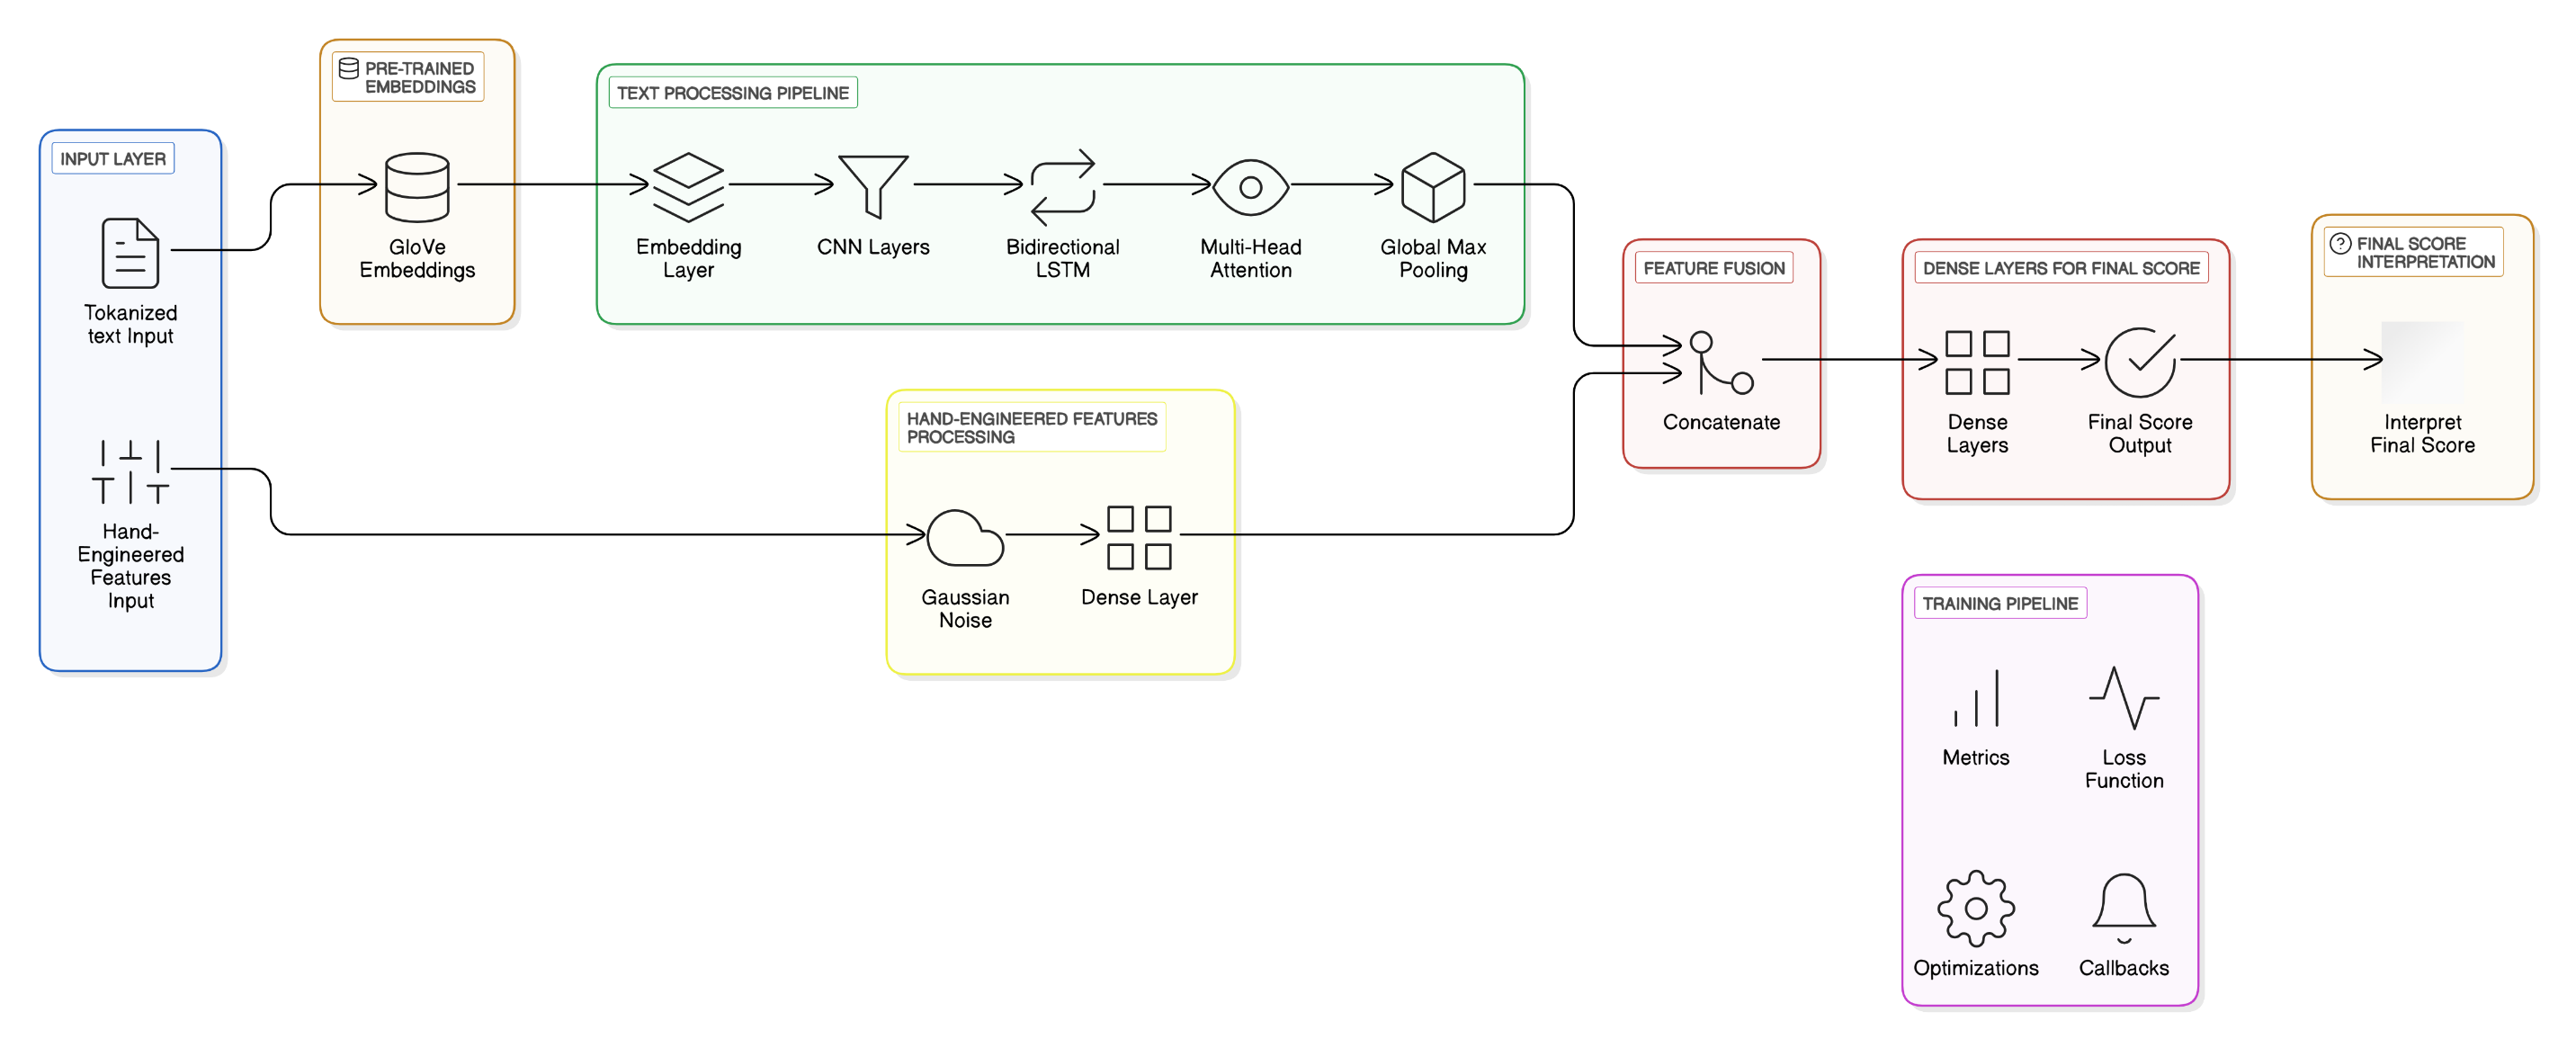 PRE-TRAINED
EMBEDDINGS
GloVe
Embeddings
TEXT PROCESSING PIPELINE
Embedding
Layer
CNN Layers
Bidirectional
LSTM
Multi-Head
Attention
Global Max
Pooling
INPUT LAYER
Tokanized
text Input
Hand-
Engineered
Features
Input
HAND-ENGINEERED FEATURES
PROCESSING
Gaussian
Noise
Dense Layer
FEATURE FUSION
Concatenate
DENSE LAYERS FOR FINAL SCORE
Dense
Layers
Final Score
Output
FINAL SCORE
INTERPRETATION
Interpret
Final Score
TRAINING PIPELINE
Metrics
Loss
Function
Optimizations
Callbacks